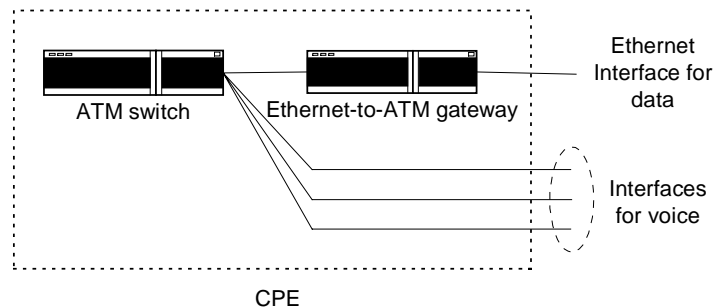 Ethernet
Interface for
data
ATM switch
Ethernet-to-ATM gateway
Interfaces
for voice
CPE